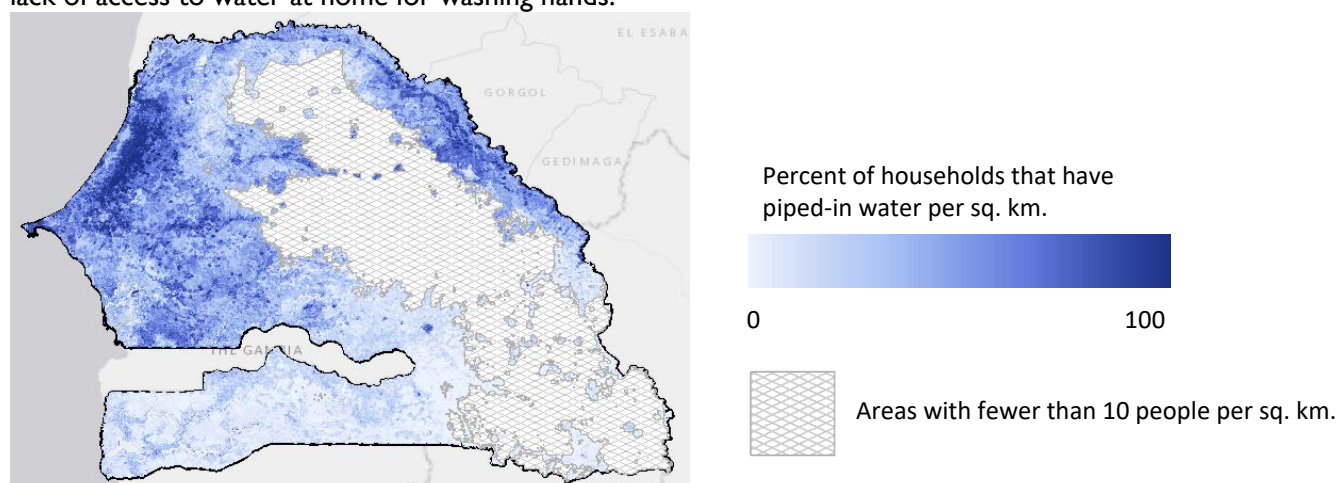 lack of access to water at home for washing hands.
EL ESABA
GORGOL
GEDIMAGA
THE GAMBIA
Percent of households that have
piped-in water per sq. km.
0 100
Areas with fewer than 10 people per sq. km.